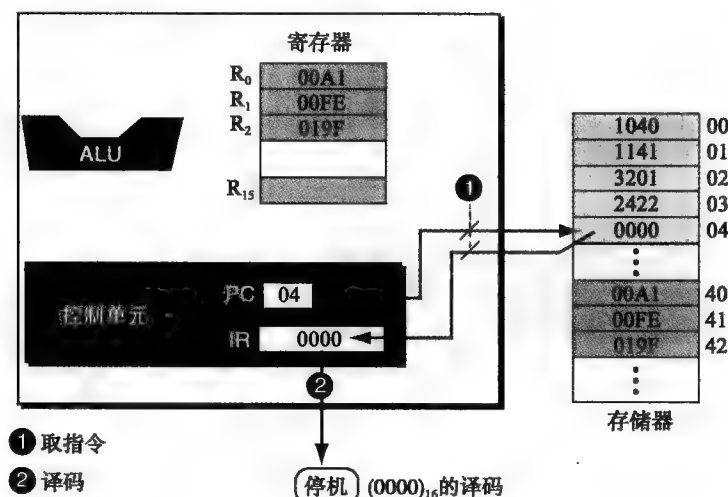 寄存器
R₀ 00A1
R₁ 00FE
R₂ 019F
R₁₅
ALU
1040 00
1141 01
3201 02
2422 03
0000 04
00A1 40
00FE 41
019F 42
存储器
❶
控制单元
PC 04
IR 0000
❷
❶ 取指令
❷ 译码
停机 (0000)₁₆的译码